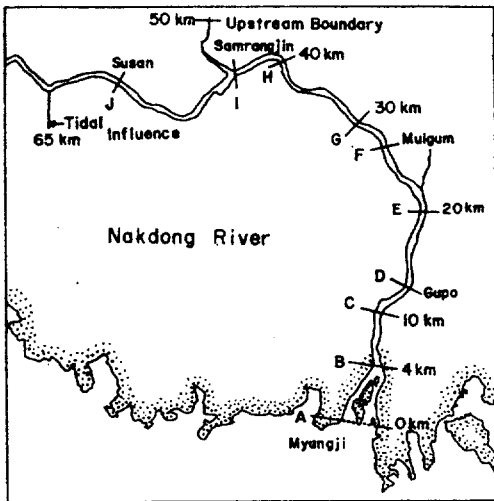 50 km
Upstream Boundary
Samrangjin
Susan
H
40 km
J
I
Tidal
Influence
65 km
30 km
G
F
Mulgum
E
20 km
Nakdong River
D
Gupo
C
10 km
B
4 km
A
A
0 km
Myungji